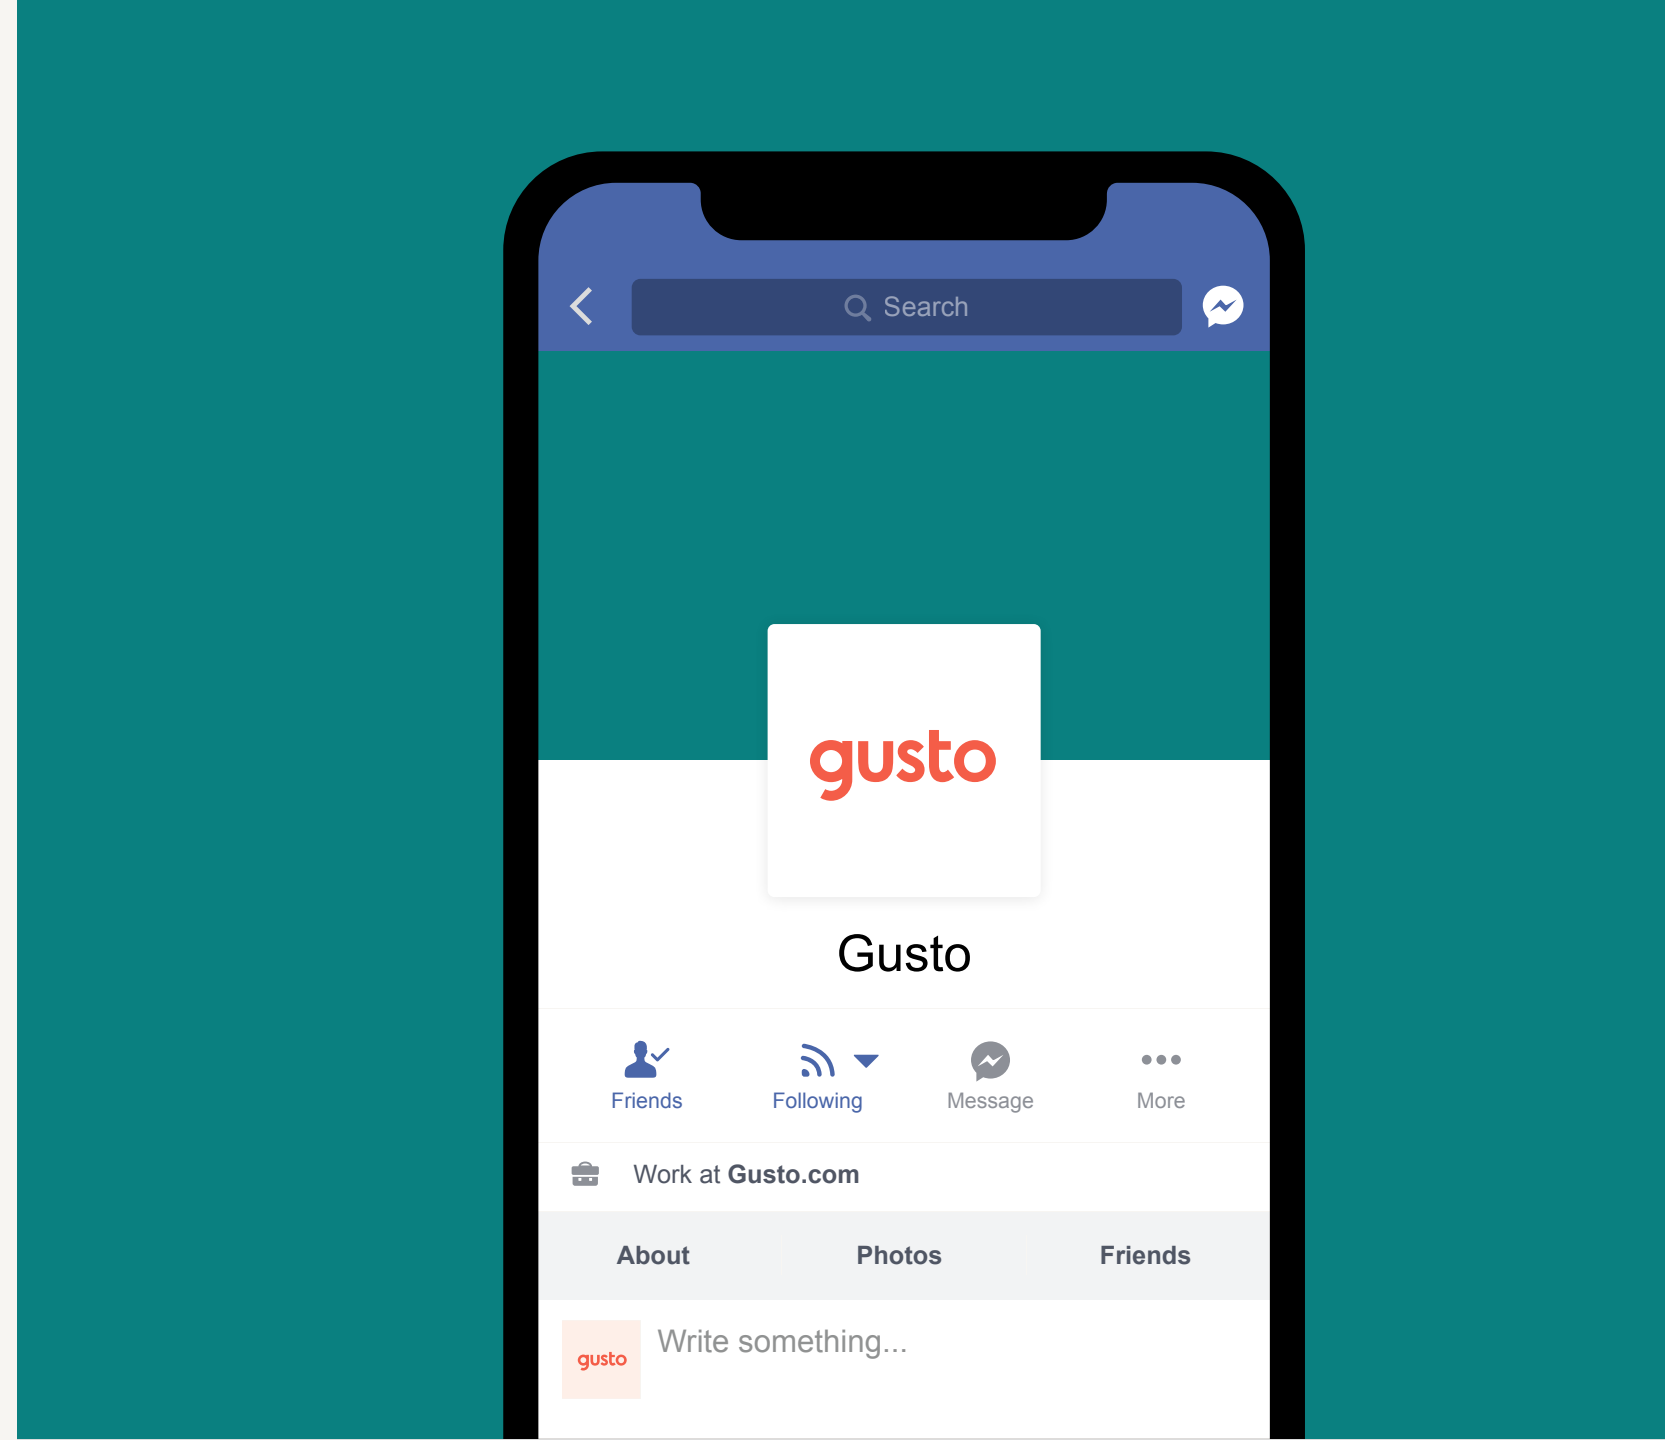 Search
gusto
Gusto
Friends Following Message More
Work at Gusto.com
About Photos Friends
gusto Write something...